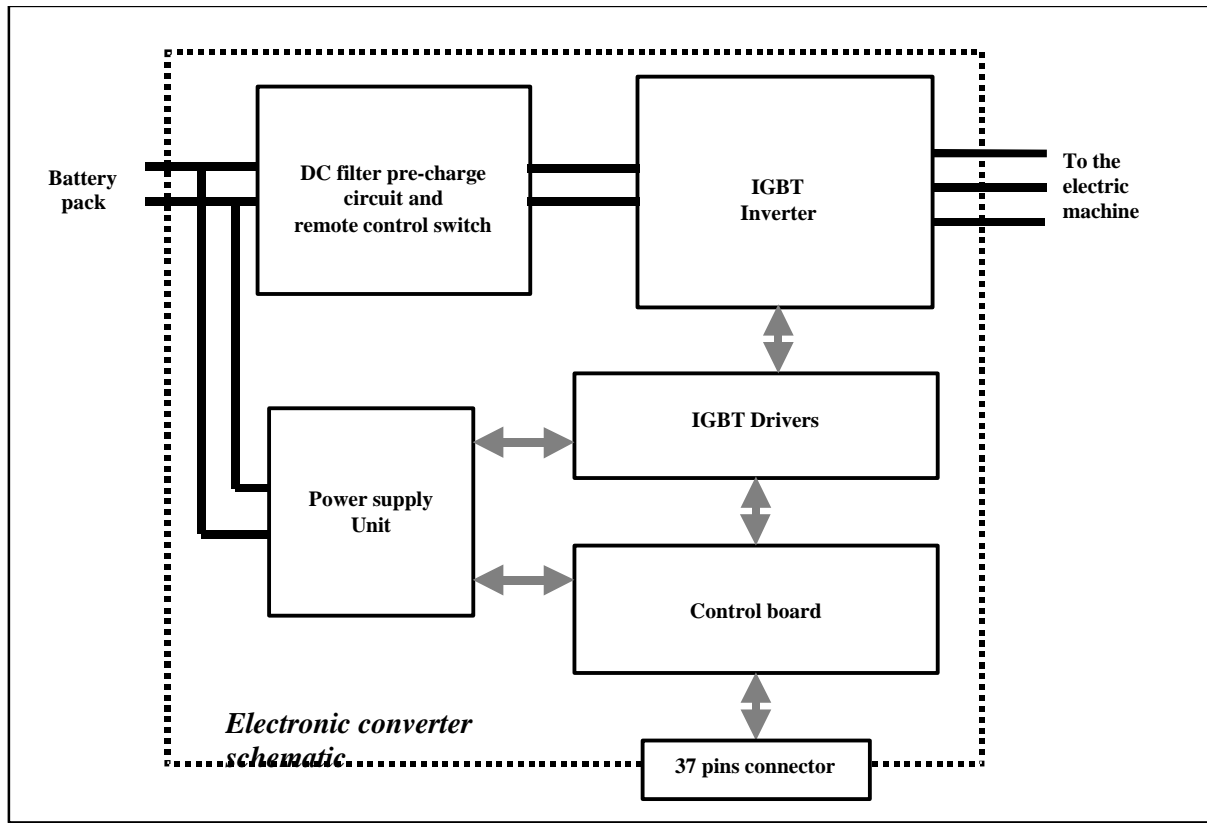 Battery
pack
DC filter pre-charge
circuit and
remote control switch
IGBT
Inverter
To the
electric
machine
IGBT Drivers
Power supply
Unit
Control board
Electronic converter
schematic
37 pins connector